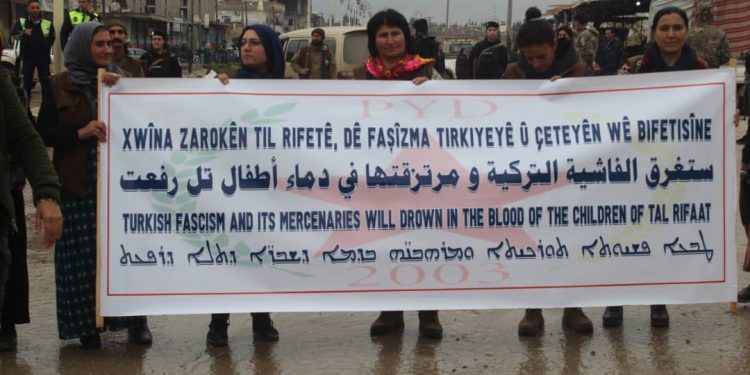 PYD
XWÎNA ZAROKÊN TIL RIFETÊ, DÊ FAŞÎZMA TIRKIYEYÊ Û ÇETEYÊN WÊ BIFETISÎNE
ستغرق الفاشية التركية و مرتزقتها في دماء أطفال تل رفعت
TURKISH FASCISM AND ITS MERCENARIES WILL DROWN IN THE BLOOD OF THE CHILDREN OF TAL RIFAAT
2003